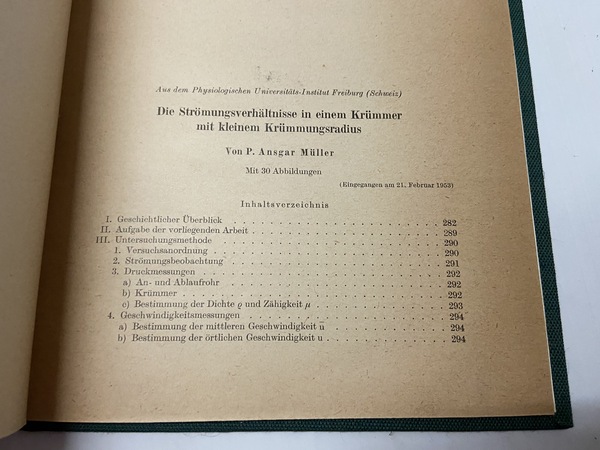 Aus dem Physiologischen Universitäts-Institut Freiburg (Schweiz)
Die Strömungsverhältnisse in einem Krümmer
mit kleinem Krümmungsradius
Von P. Ansgar Müller
Mit 30 Abbildungen
(Eingegangen am 21. Februar 1953)
Inhaltsverzeichnis
I. Geschichtlicher Überblick . . . . . . . . . . 282
II. Aufgabe der vorliegenden Arbeit . . . . . . . . . . 289
III. Untersuchungsmethode . . . . . . . . . . 290
1. Versuchsanordnung . . . . . . . . . . 290
2. Strömungsbeobachtung . . . . . . . . . . 291
3. Druckmessungen . . . . . . . . . . 292
a) An- und Ablaufrohr . . . . . . . . . . 292
b) Krümmer . . . . . . . . . . 292
c) Bestimmung der Dichte ϱ und Zähigkeit μ . . . . . . . . . . 293
4. Geschwindigkeitsmessungen . . . . . . . . . . 294
a) Bestimmung der mittleren Geschwindigkeit u̅ . . . . . . . . . . 294
b) Bestimmung der örtlichen Geschwindigkeit u . . . . . . . . . . 294